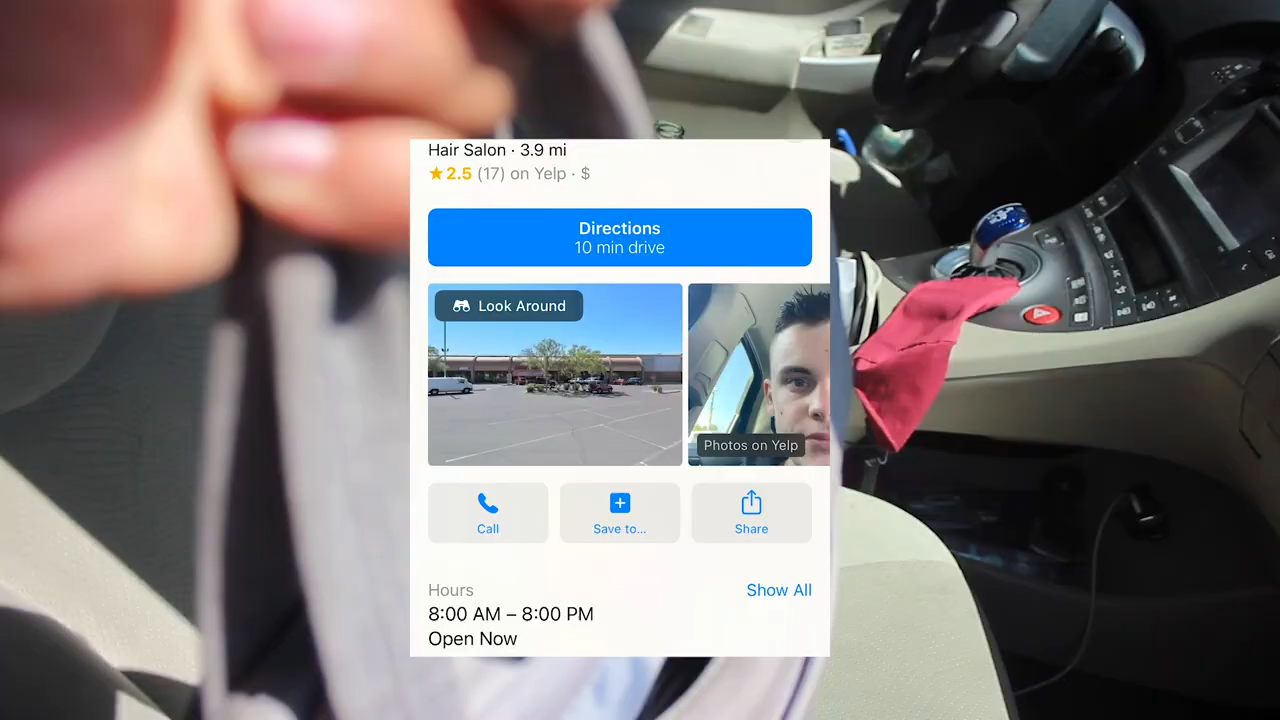 Hair Salon · 3.9 mi
★2.5 (17) on Yelp · $
Directions
10 min drive
Look Around
Photos on Yelp
Call
Save to...
Share
Hours
Show All
8:00 AM – 8:00 PM
Open Now